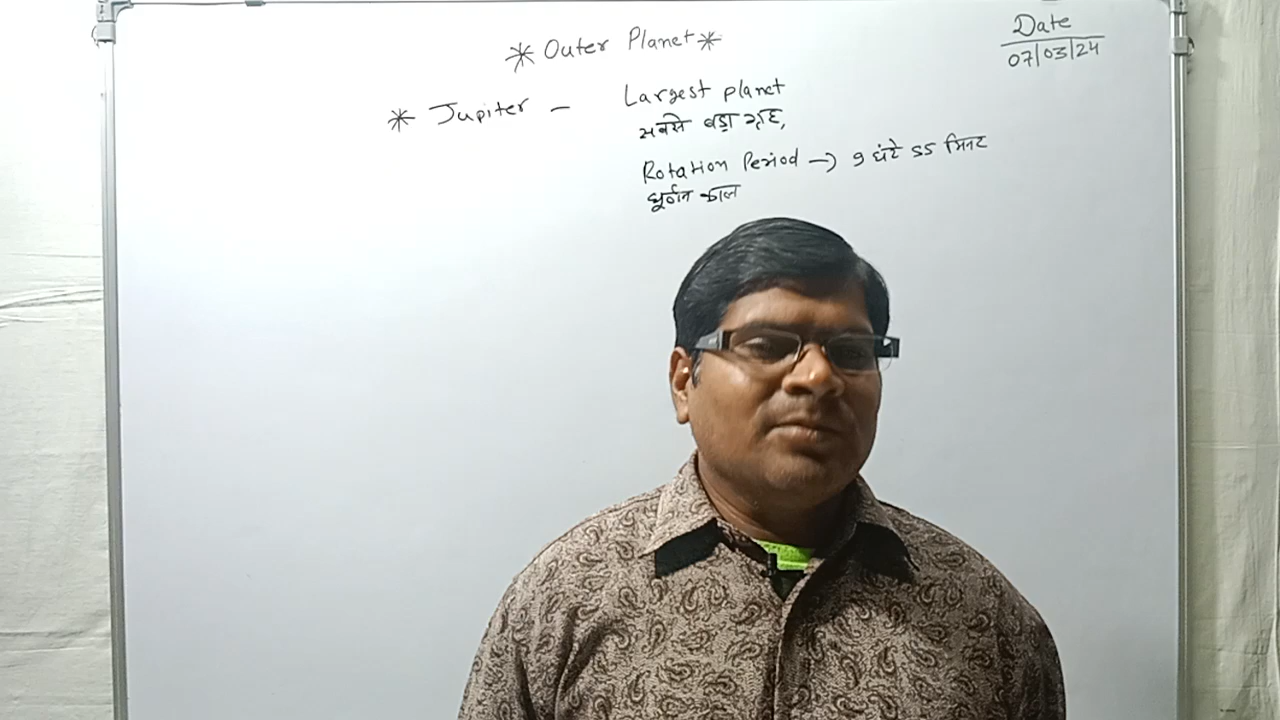 * Outer Planet *
Date
07/03/24
* Jupiter - Largest planet
सबसे बड़ा ग्रह,
Rotation Period → 9 घंटे 55 मिनट
घूर्णन काल